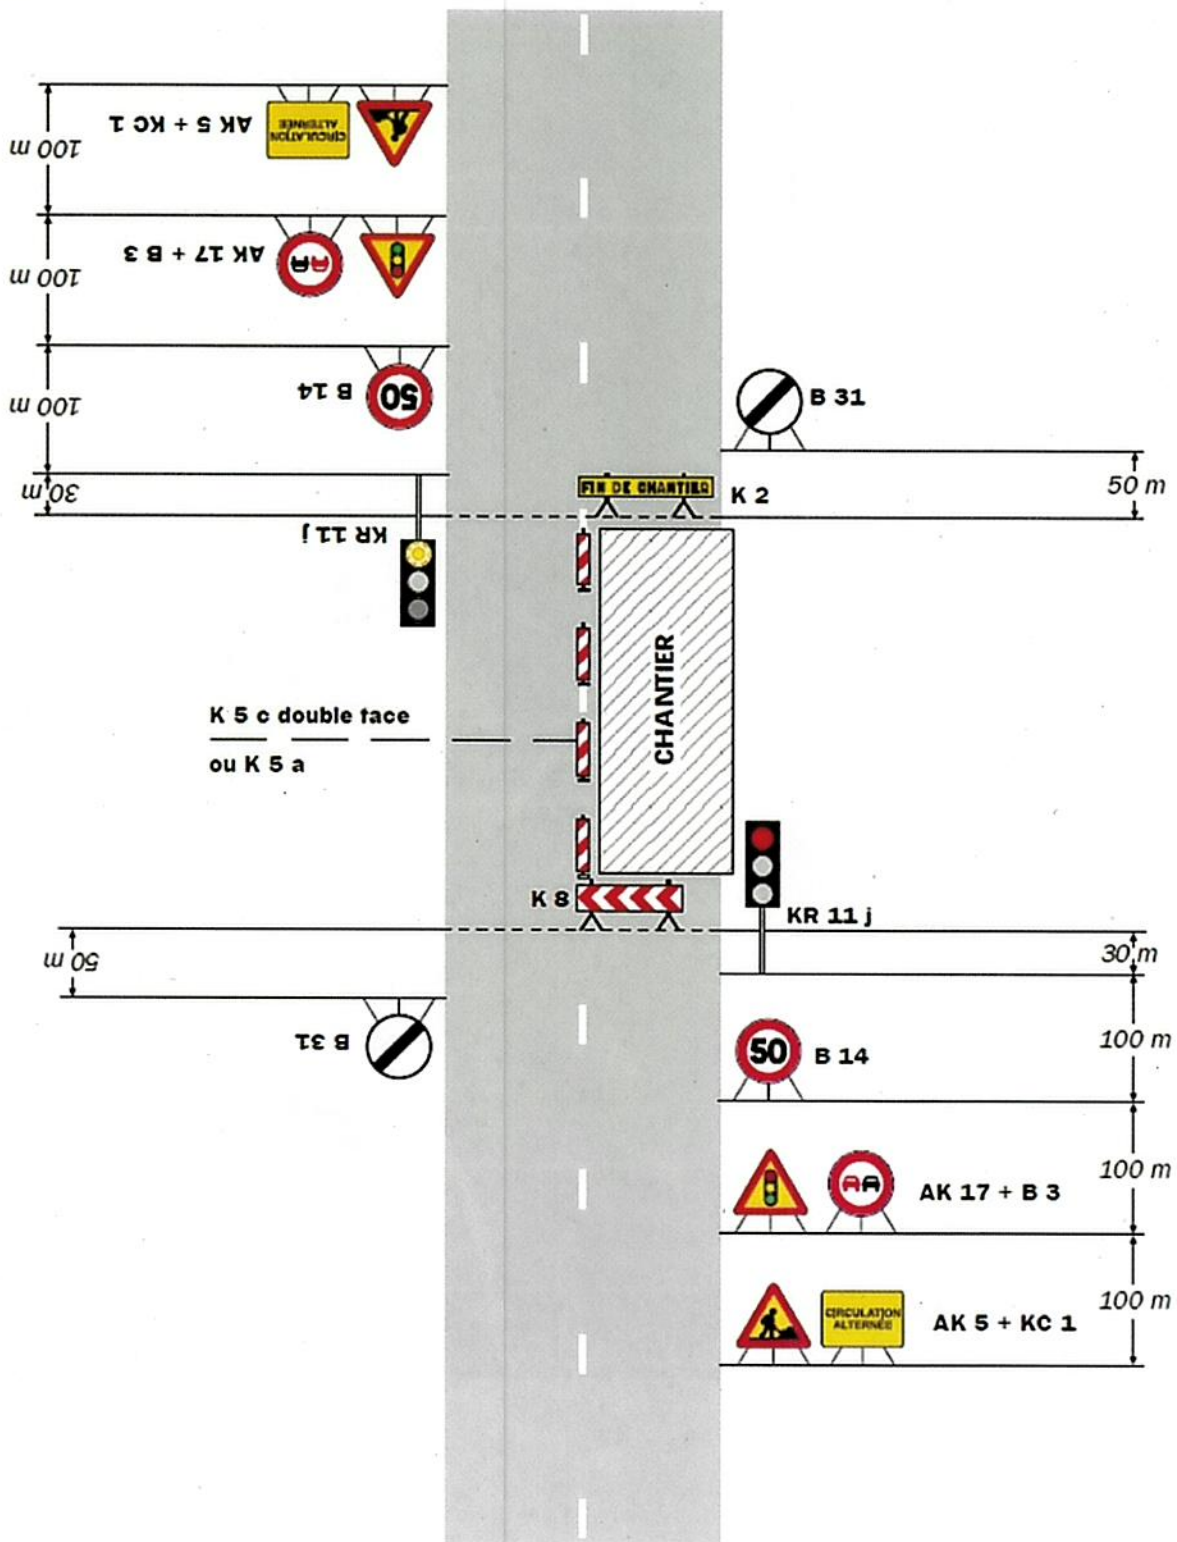 100 m
AK 5 + KC 1
CIRCULATION
ALTERNÉE
100 m
AK 17 + B 3
100 m
B 14
50
30 m
KR 11 j
B 31
50 m
FIN DE CHANTIER
K 2
CHANTIER
K 5 c double face
ou K 5 a
K 8
KR 11 j
50 m
B 31
30 m
50
B 14
100 m
AK 17 + B 3
100 m
CIRCULATION
ALTERNÉE
AK 5 + KC 1
100 m